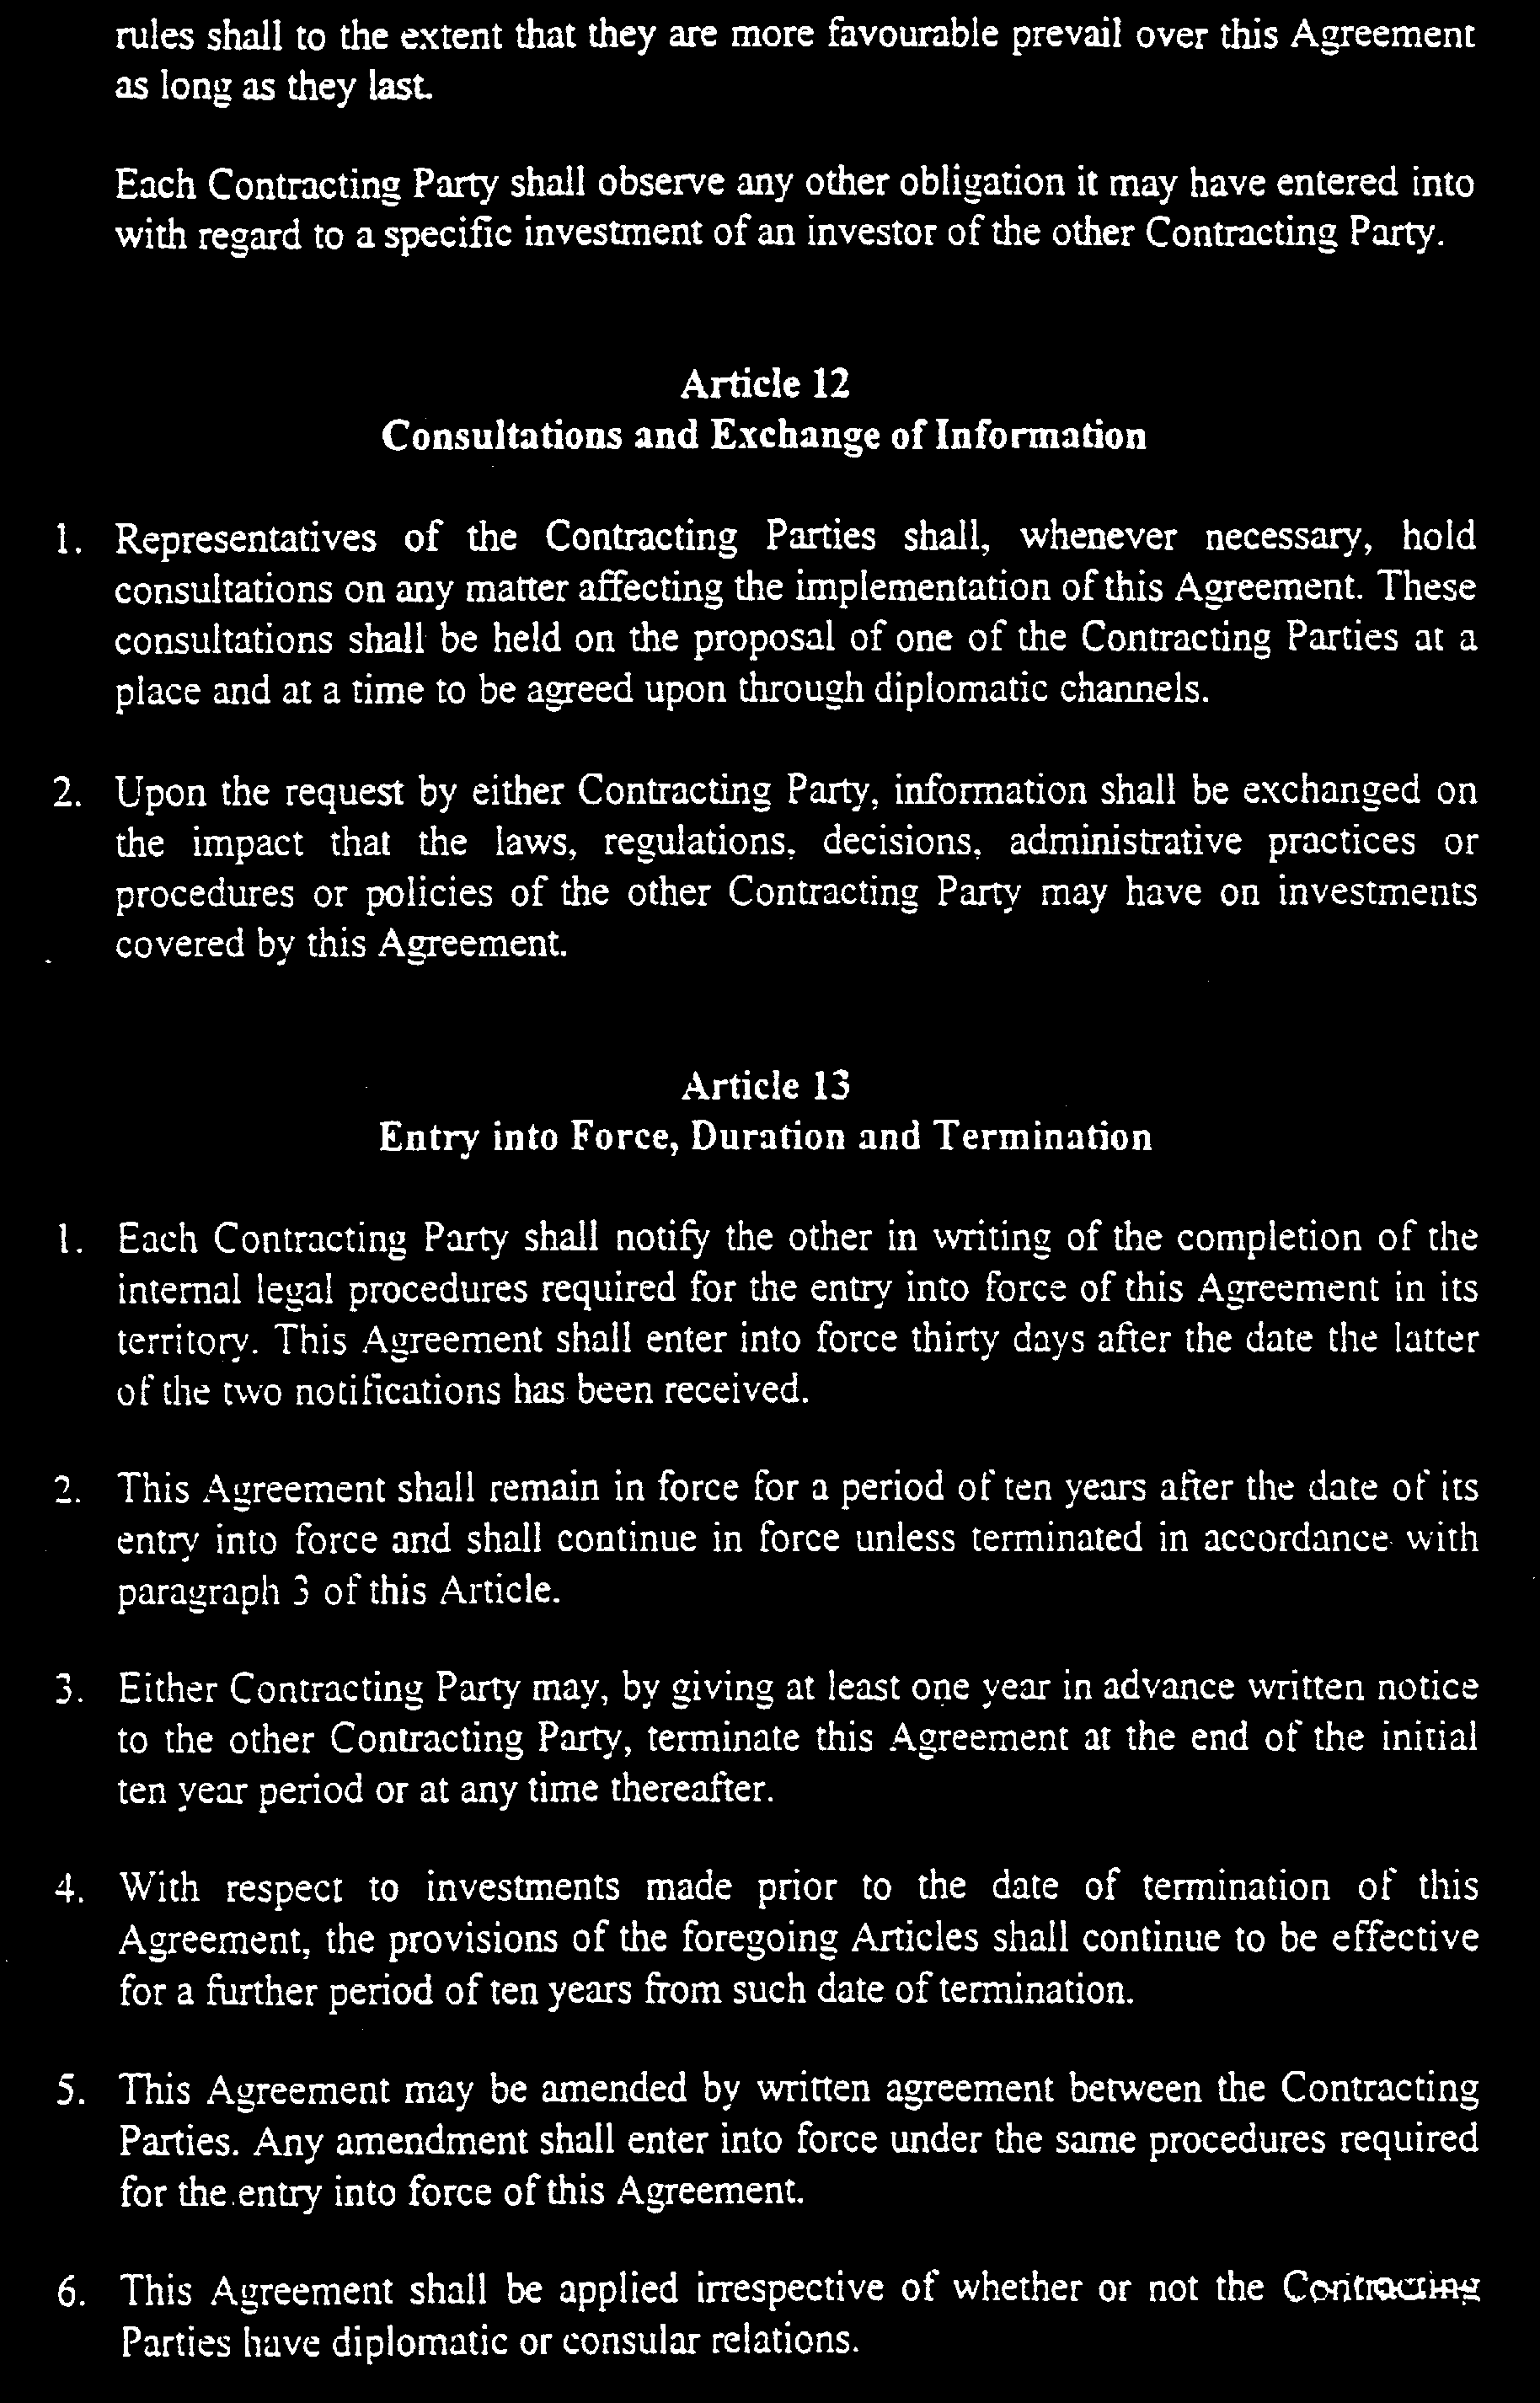 rules shall to the extent that they are more favourable prevail over this Agreement
as long as they last.
Each Contracting Party shall observe any other obligation it may have entered into
with regard to a specific investment of an investor of the other Contracting Party.
Article 12
Consultations and Exchange of Information
1. Representatives of the Contracting Parties shall, whenever necessary, hold
consultations on any matter affecting the implementation of this Agreement. These
consultations shall be held on the proposal of one of the Contracting Parties at a
place and at a time to be agreed upon through diplomatic channels.
2. Upon the request by either Contracting Party, information shall be exchanged on
the impact that the laws, regulations, decisions, administrative practices or
procedures or policies of the other Contracting Party may have on investments
covered by this Agreement.
Article 13
Entry into Force, Duration and Termination
1. Each Contracting Party shall notify the other in writing of the completion of the
internal legal procedures required for the entry into force of this Agreement in its
territory. This Agreement shall enter into force thirty days after the date the latter
of the two notifications has been received.
2. This Agreement shall remain in force for a period of ten years after the date of its
entry into force and shall continue in force unless terminated in accordance with
paragraph 3 of this Article.
3. Either Contracting Party may, by giving at least one year in advance written notice
to the other Contracting Party, terminate this Agreement at the end of the initial
ten year period or at any time thereafter.
4. With respect to investments made prior to the date of termination of this
Agreement, the provisions of the foregoing Articles shall continue to be effective
for a further period of ten years from such date of termination.
5. This Agreement may be amended by written agreement between the Contracting
Parties. Any amendment shall enter into force under the same procedures required
for the entry into force of this Agreement.
6. This Agreement shall be applied irrespective of whether or not the Contracting
Parties have diplomatic or consular relations.